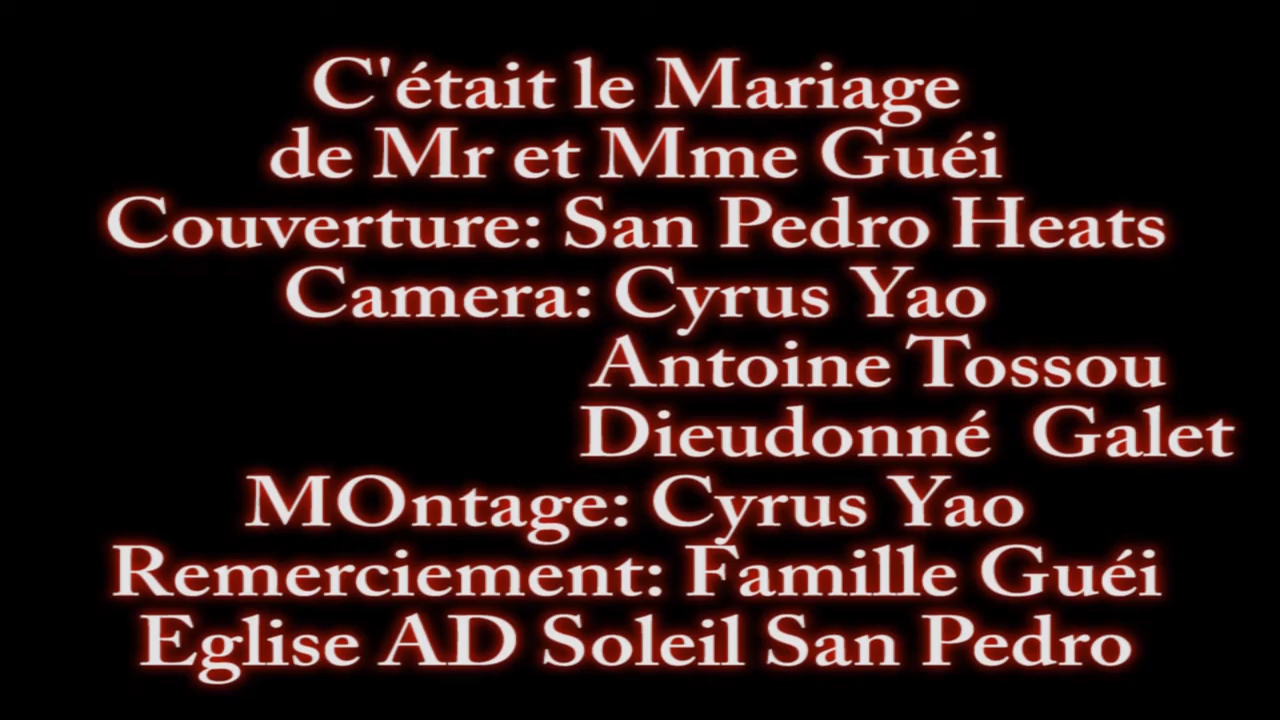 C'était le Mariage
de Mr et Mme Guéi
Couverture: San Pedro Heats
Camera: Cyrus Yao
Antoine Tossou
Dieudonné Galet
MOntage: Cyrus Yao
Remerciement: Famille Guéi
Eglise AD Soleil San Pedro